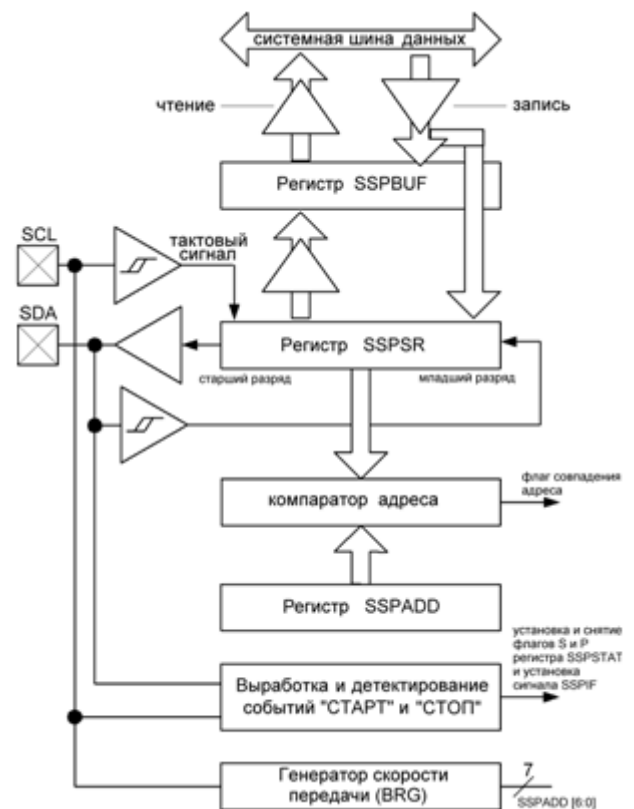 системная шина данных
чтение
запись
Регистр SSPBUF
SCL
тактовый
сигнал
SDA
Регистр SSPSR
старший разряд
младший разряд
флаг совпадения
адреса
компаратор адреса
Регистр SSPADD
установка и снятие
флагов S и P
регистра SSPSTAT
и установка
сигнала SSPIF
Выработка и детектирование
событий "СТАРТ" и "СТОП"
Генератор скорости
передачи (BRG)
7
SSPADD [6:0]